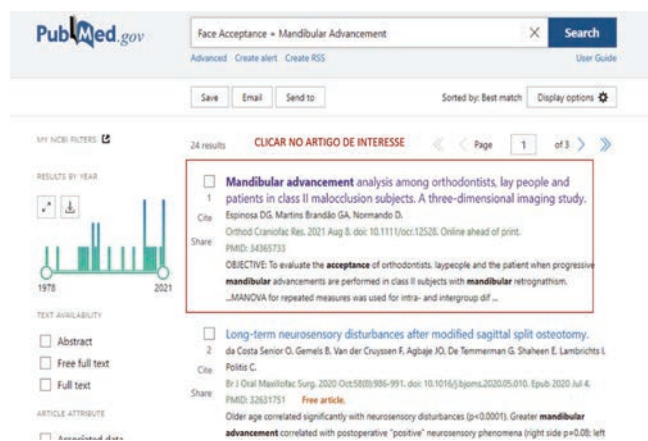 PubMed.gov
Face Acceptance + Mandibular Advancement
Search
Advanced Create alert Create RSS
User Guide
Save Email Send to
Sorted by: Best match Display options
MY NCBI FILTERS
24 results CLICAR NO ARTIGO DE INTERESSE Page 1 of 3
RESULTS BY YEAR
1978 2021
TEXT AVAILABILITY
Abstract
Free full text
Full text
ARTICLE ATTRIBUTE
Associated data
1
Cite
Share
Mandibular advancement analysis among orthodontists, lay people and
patients in class II malocclusion subjects. A three-dimensional imaging study.
Espinosa DG, Martins Brandão GA, Normando D.
Orthod Craniofac Res. 2021 Aug 8. doi: 10.1111/ocr.12528. Online ahead of print.
PMID: 34365733
OBJECTIVE: To evaluate the acceptance of orthodontists, laypeople and the patient when progressive
mandibular advancements are performed in class II subjects with mandibular retrognathism.
...MANOVA for repeated measures was used for intra- and intergroup dif ...
2
Cite
Share
Long-term neurosensory disturbances after modified sagittal split osteotomy.
da Costa Senior O, Gemels B, Van der Cruyssen F, Agbaje JO, De Temmerman G, Shaheen E, Lambrichts I,
Politis C.
Br J Oral Maxillofac Surg. 2020 Oct;58(8):986-991. doi: 10.1016/j.bjoms.2020.05.010. Epub 2020 Jul 4.
PMID: 32631751 Free article.
Older age correlated significantly with neurosensory disturbances (p<0.0001). Greater mandibular
advancement correlated with postoperative "positive" neurosensory phenomena (right side p=0.08; left